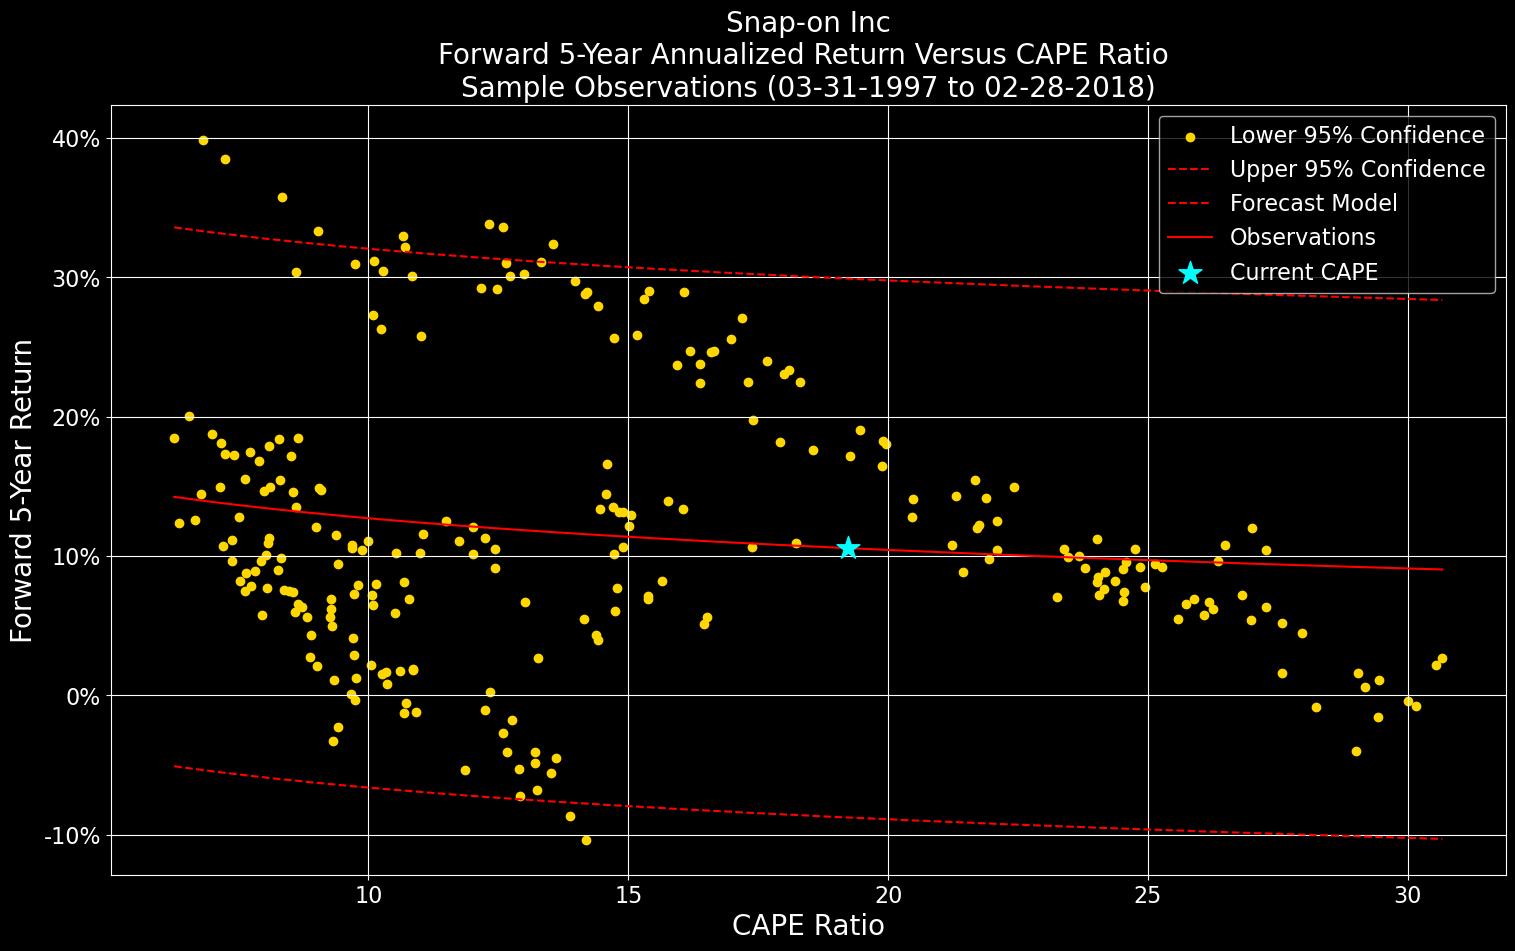 Snap-on Inc
Forward 5-Year Annualized Return Versus CAPE Ratio
Sample Observations (03-31-1997 to 02-28-2018)
Lower 95% Confidence
Upper 95% Confidence
Forecast Model
Observations
Current CAPE
Forward 5-Year Return
40%
30%
20%
10%
0%
-10%
10 15 20 25 30
CAPE Ratio